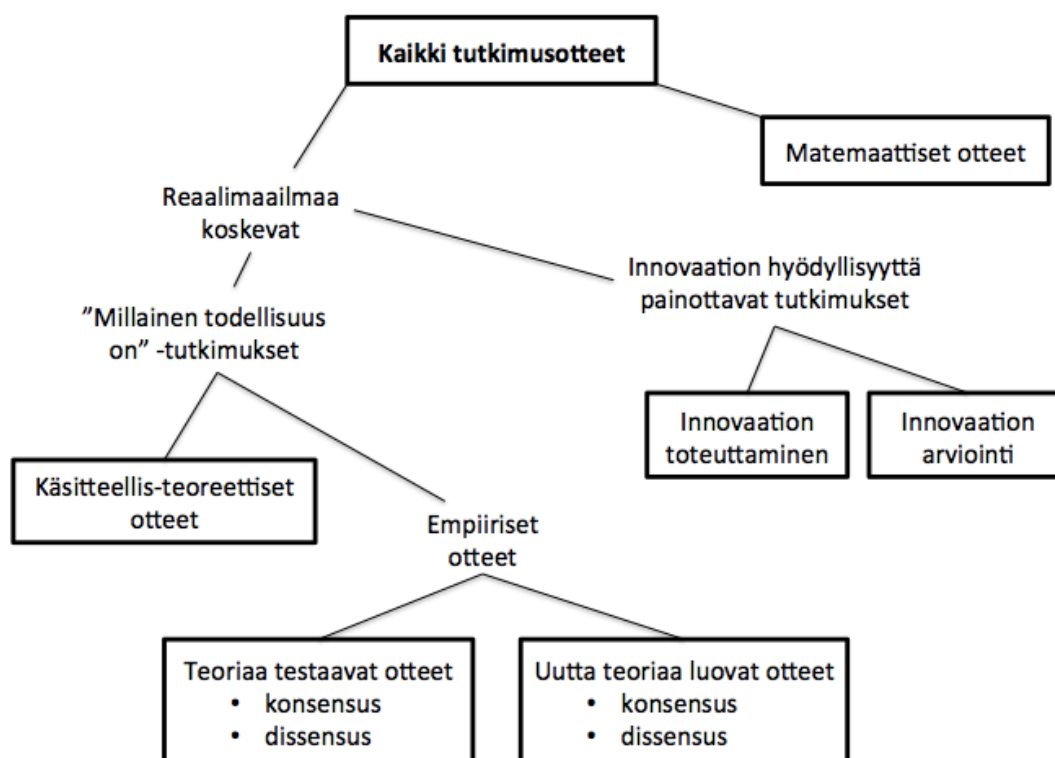 Kaikki tutkimusotteet
Matemaattiset otteet
Reaalimaailmaa
koskevat
Innovaation hyödyllisyyttä
painottavat tutkimukset
”Millainen todellisuus
on” -tutkimukset
Innovaation
toteuttaminen
Innovaation
arviointi
Käsitteellis-teoreettiset
otteet
Empiiriset
otteet
Teoriaa testaavat otteet
• konsensus
• dissensus
Uutta teoriaa luovat otteet
• konsensus
• dissensus